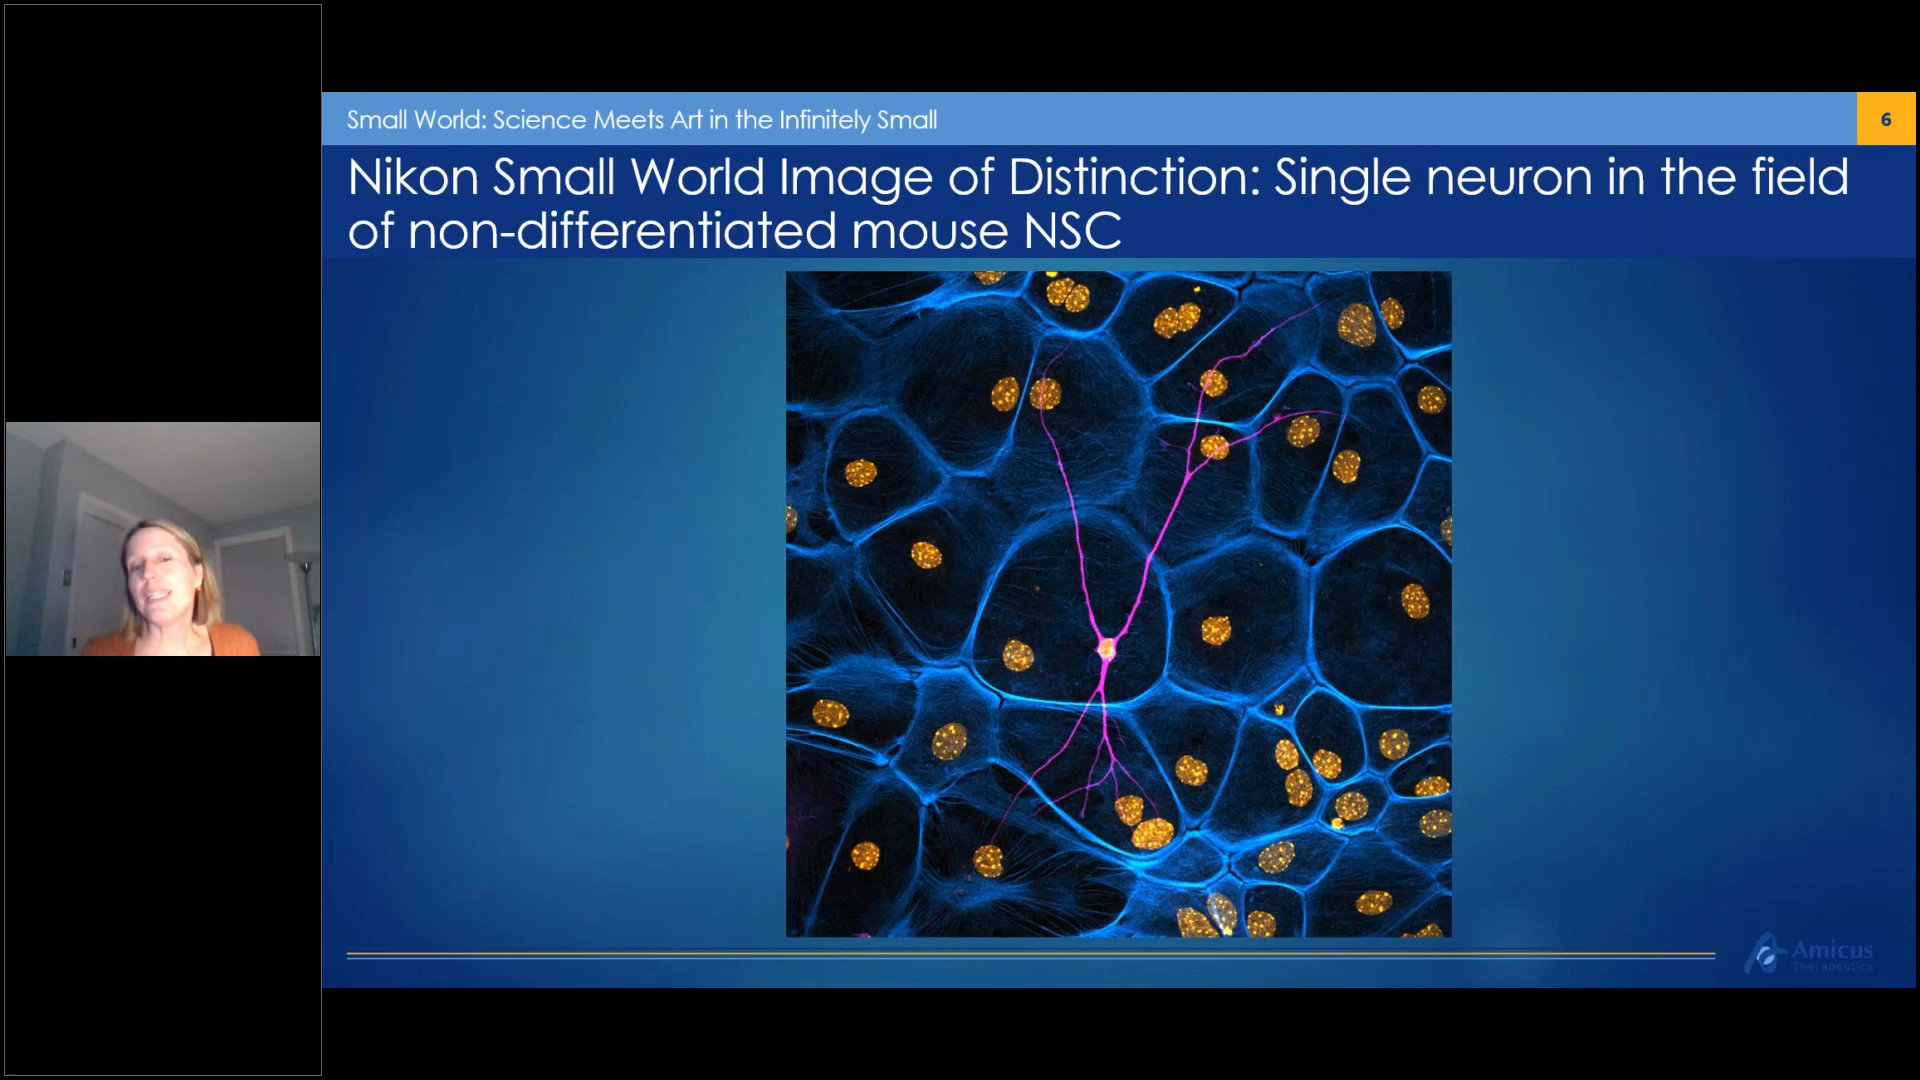 Small World: Science Meets Art in the Infinitely Small
6
Nikon Small World Image of Distinction: Single neuron in the field
of non-differentiated mouse NSC
Amicus
Therapeutics